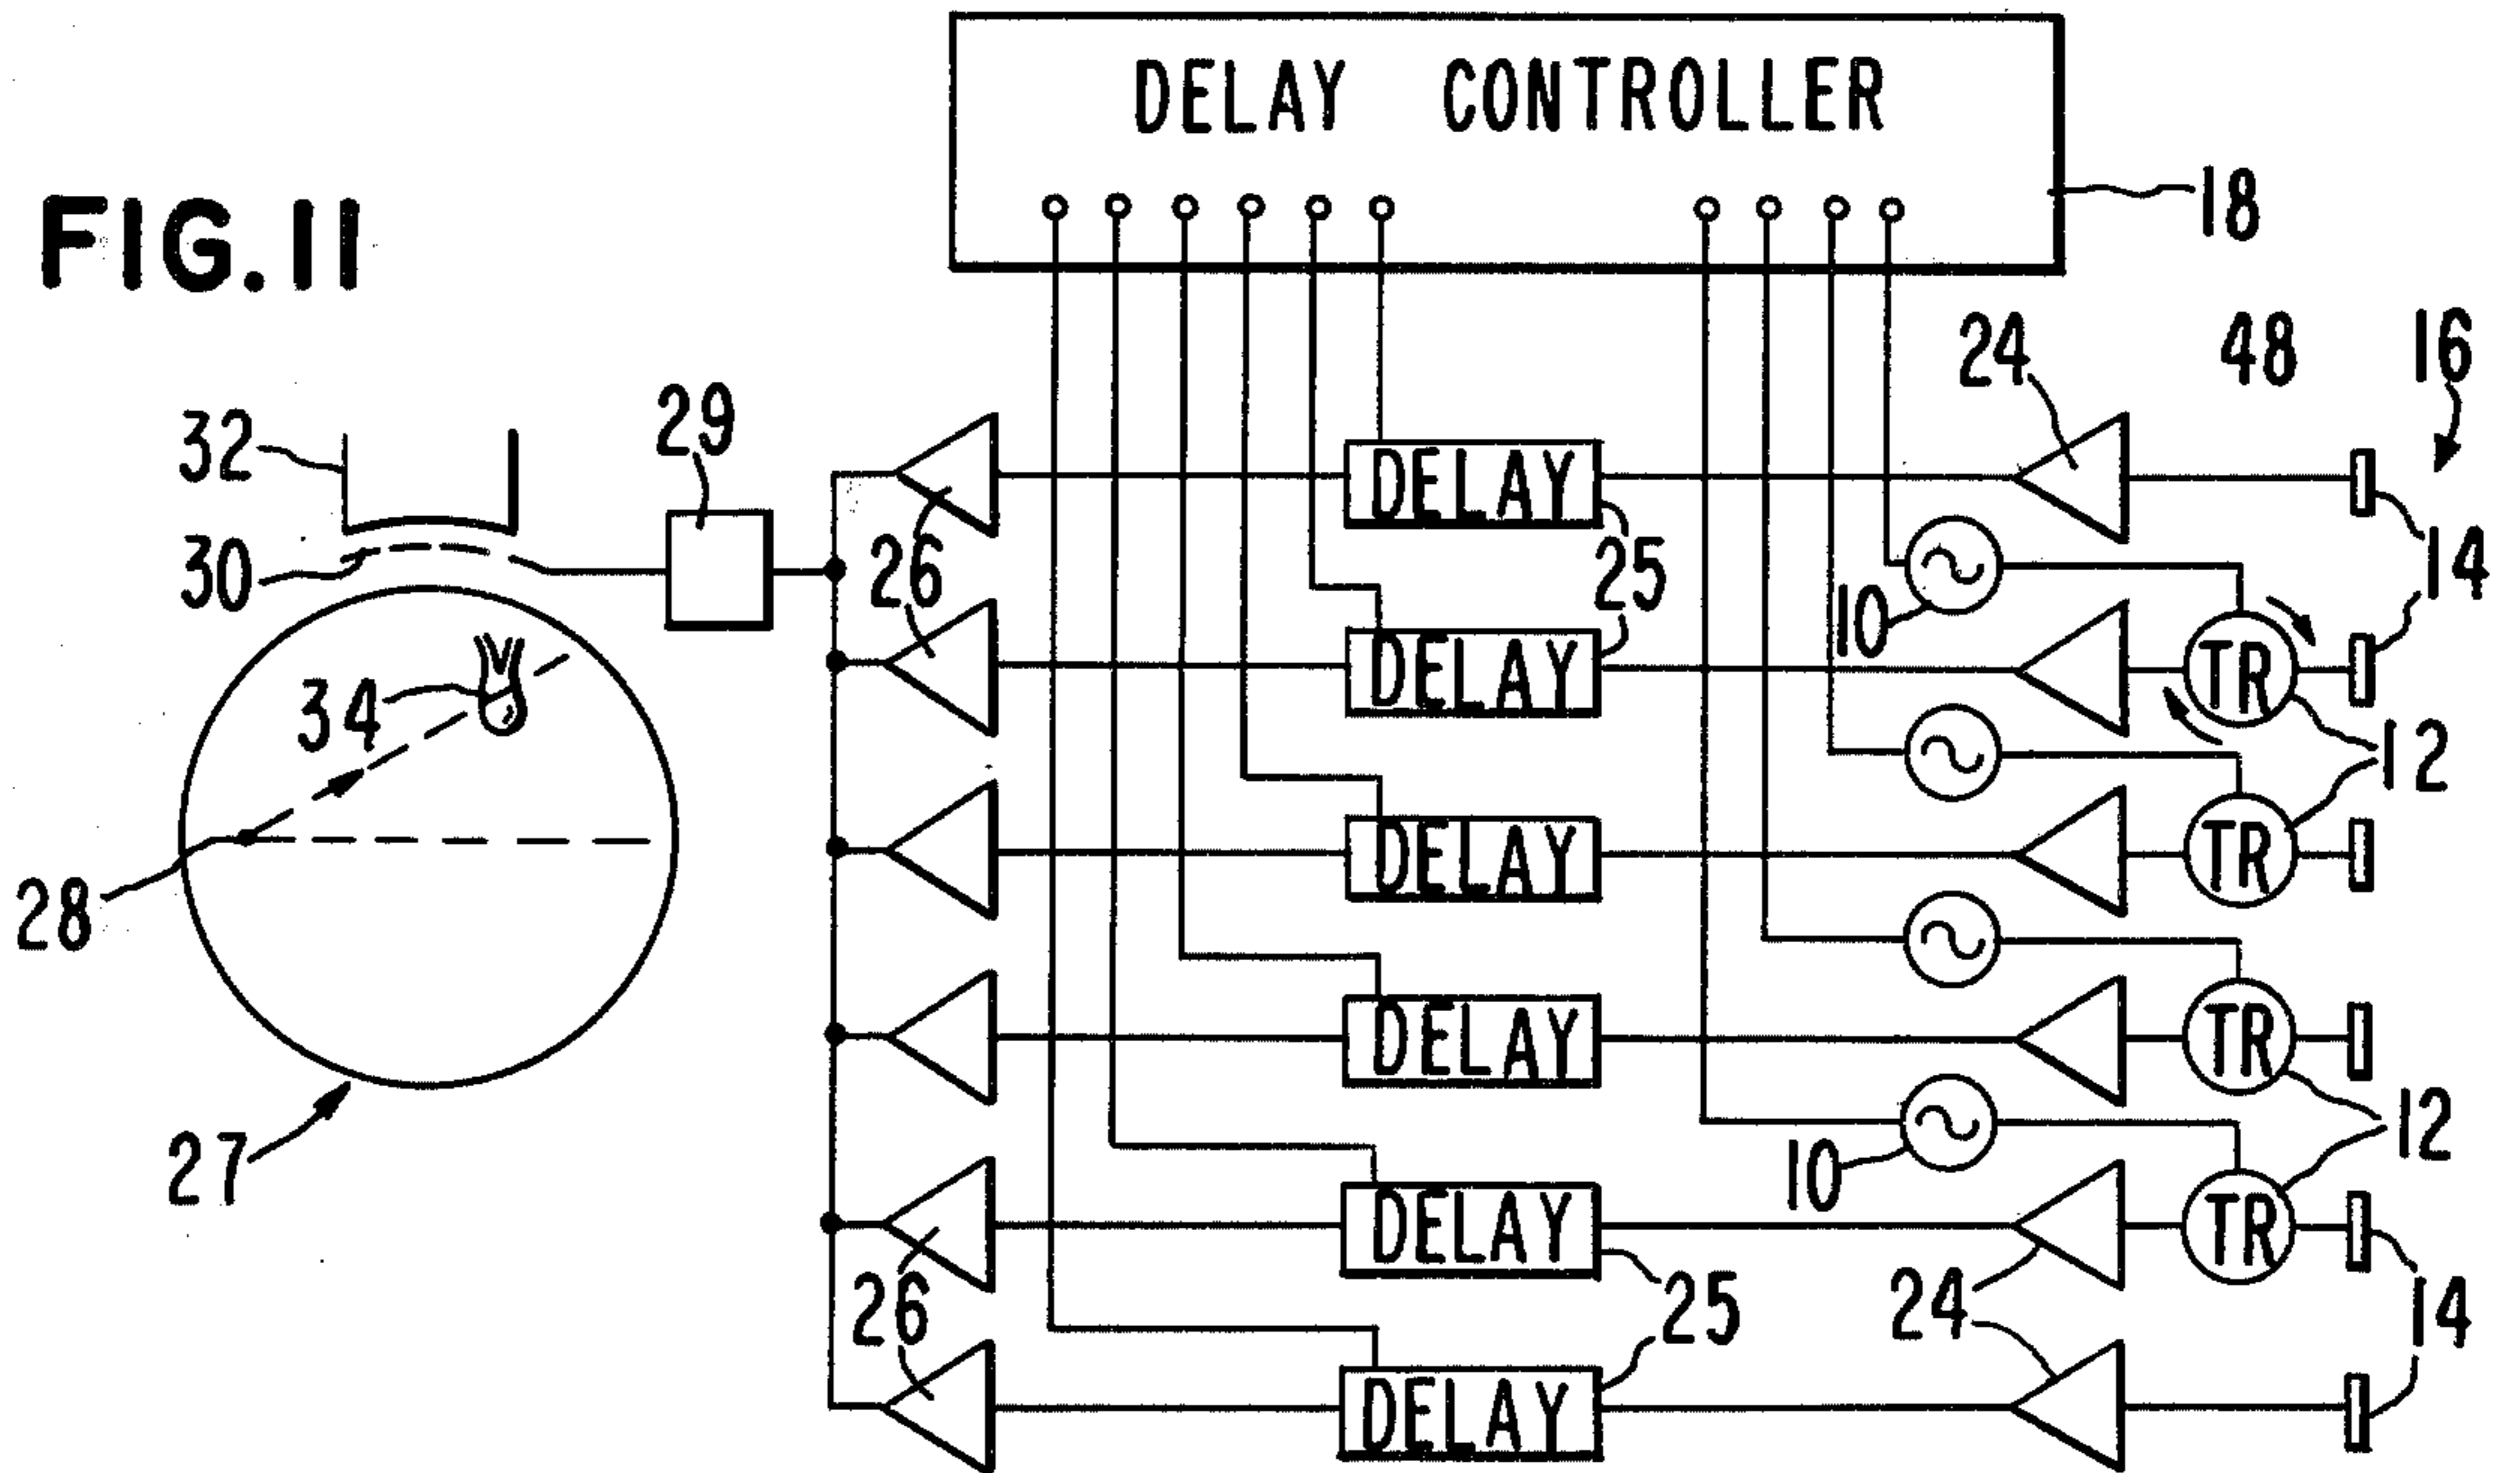 DELAY CONTROLLER
18
FIG.11
24 48 16
32 29
DELAY
30 26 25 10 14
DELAY TR
34 12
DELAY TR
28
DELAY TR
27 10 12
DELAY TR
26 25 24 14
DELAY